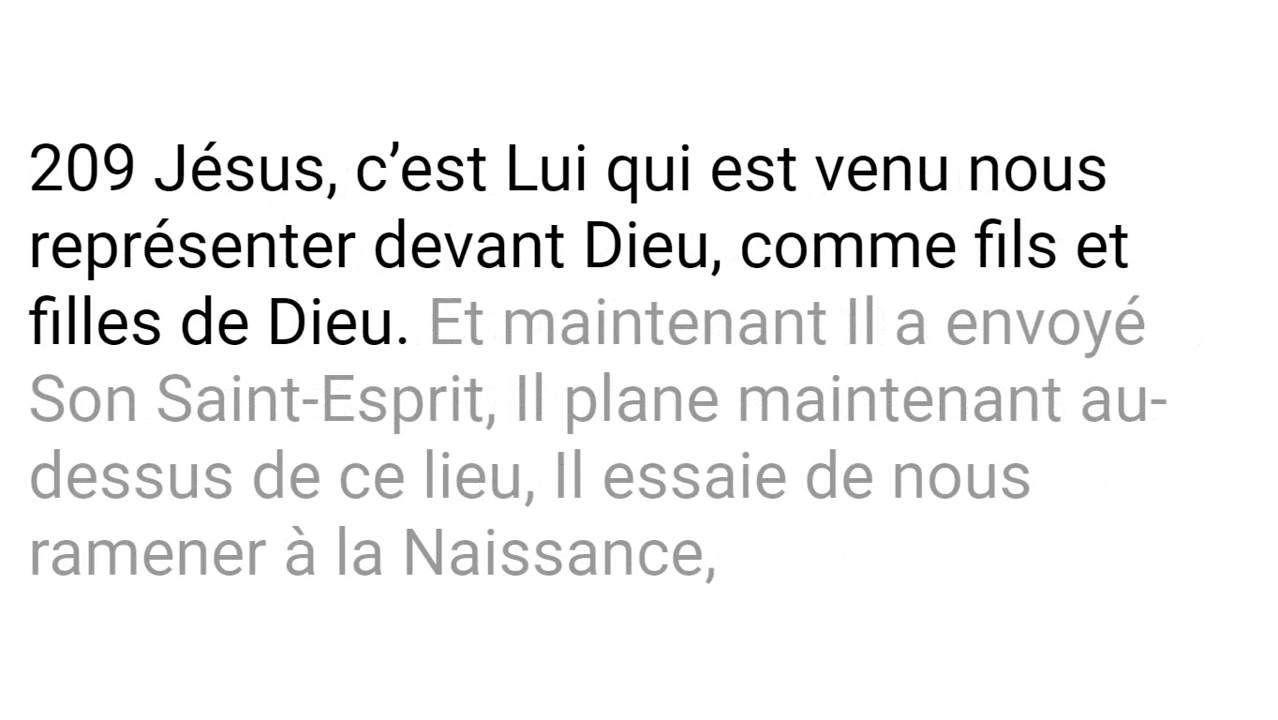 209 Jésus, c’est Lui qui est venu nous
représenter devant Dieu, comme fils et
filles de Dieu. Et maintenant Il a envoyé
Son Saint-Esprit, Il plane maintenant au-
dessus de ce lieu, Il essaie de nous
ramener à la Naissance,